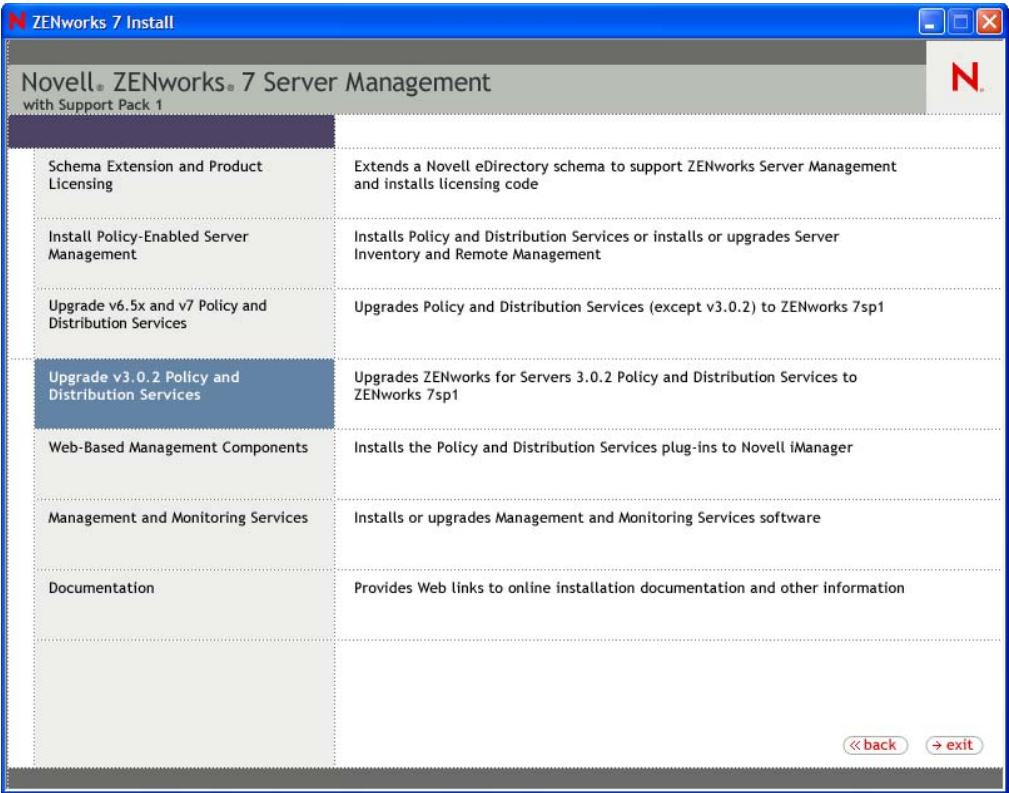 N ZENworks 7 Install
Novell® ZENworks® 7 Server Management
with Support Pack 1
N®
Schema Extension and Product
Licensing
Extends a Novell eDirectory schema to support ZENworks Server Management
and installs licensing code
Install Policy-Enabled Server
Management
Installs Policy and Distribution Services or installs or upgrades Server
Inventory and Remote Management
Upgrade v6.5x and v7 Policy and
Distribution Services
Upgrades Policy and Distribution Services (except v3.0.2) to ZENworks 7sp1
Upgrade v3.0.2 Policy and
Distribution Services
Upgrades ZENworks for Servers 3.0.2 Policy and Distribution Services to
ZENworks 7sp1
Web-Based Management Components
Installs the Policy and Distribution Services plug-ins to Novell iManager
Management and Monitoring Services
Installs or upgrades Management and Monitoring Services software
Documentation
Provides Web links to online installation documentation and other information
« back
→ exit